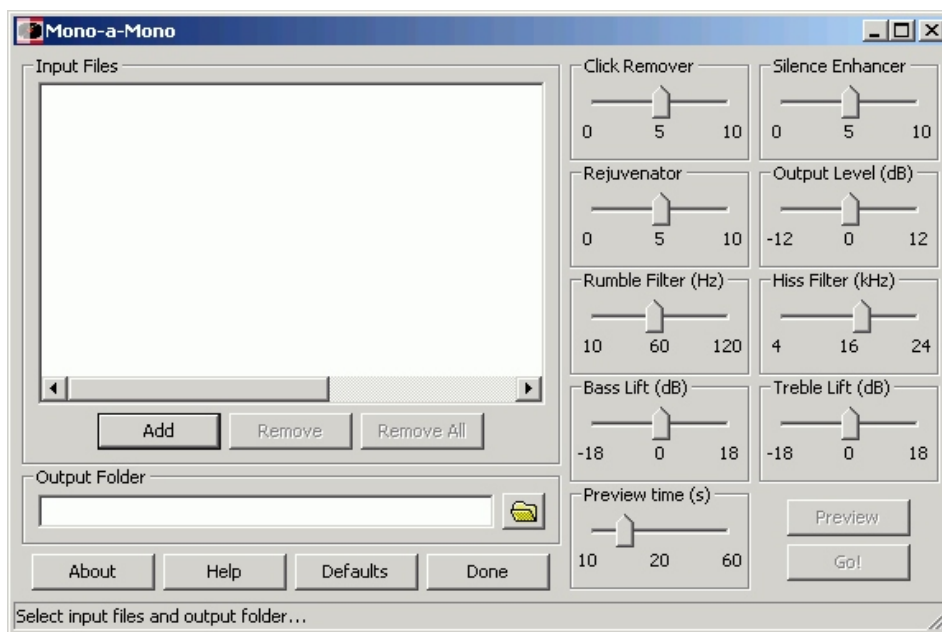 Mono-a-Mono
Input Files
Add Remove Remove All
Output Folder
About Help Defaults Done
Click Remover
0 5 10
Silence Enhancer
0 5 10
Rejuvenator
0 5 10
Output Level (dB)
-12 0 12
Rumble Filter (Hz)
10 60 120
Hiss Filter (kHz)
4 16 24
Bass Lift (dB)
-18 0 18
Treble Lift (dB)
-18 0 18
Preview time (s)
10 20 60
Preview
Go!
Select input files and output folder...